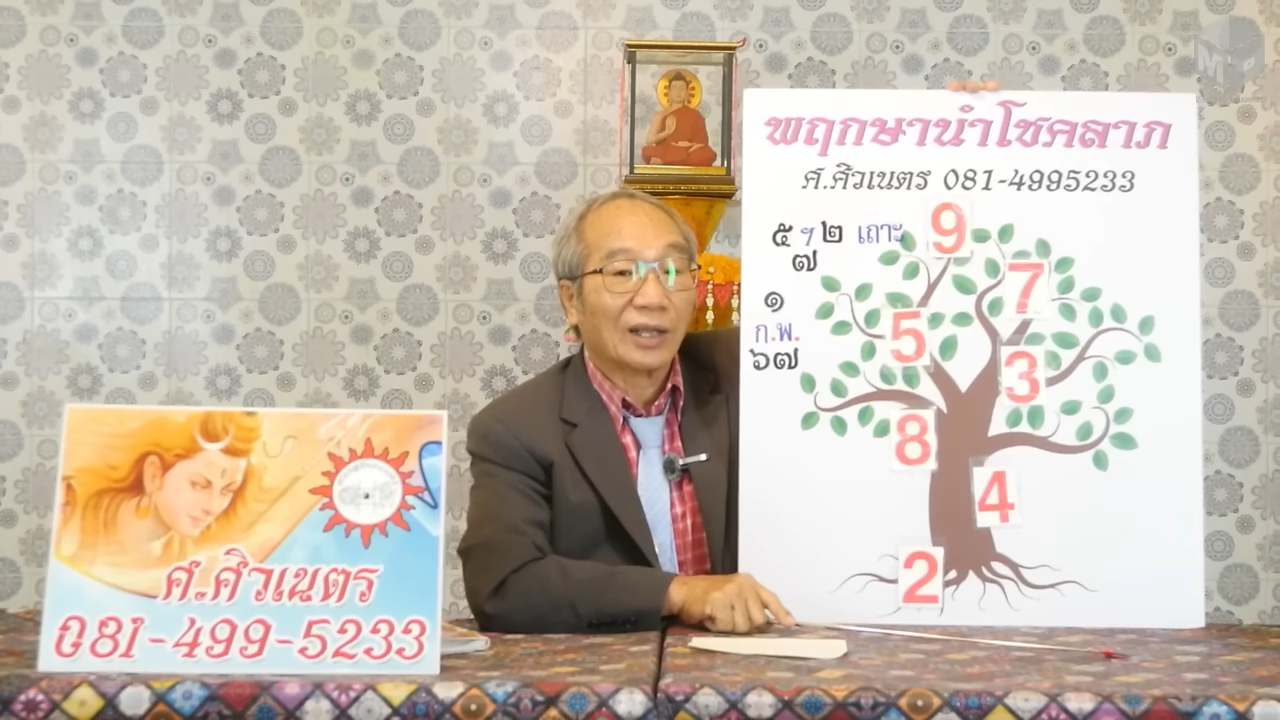 พฤกษานำโชคลาภ
ศ.ศิวเนตร 081-4995233
๕ ฯ ๒ เถาะ
๗
๑
ก.พ.
๖๗
9
7
5
3
8
4
2
ศ.ศิวเนตร
081-499-5233